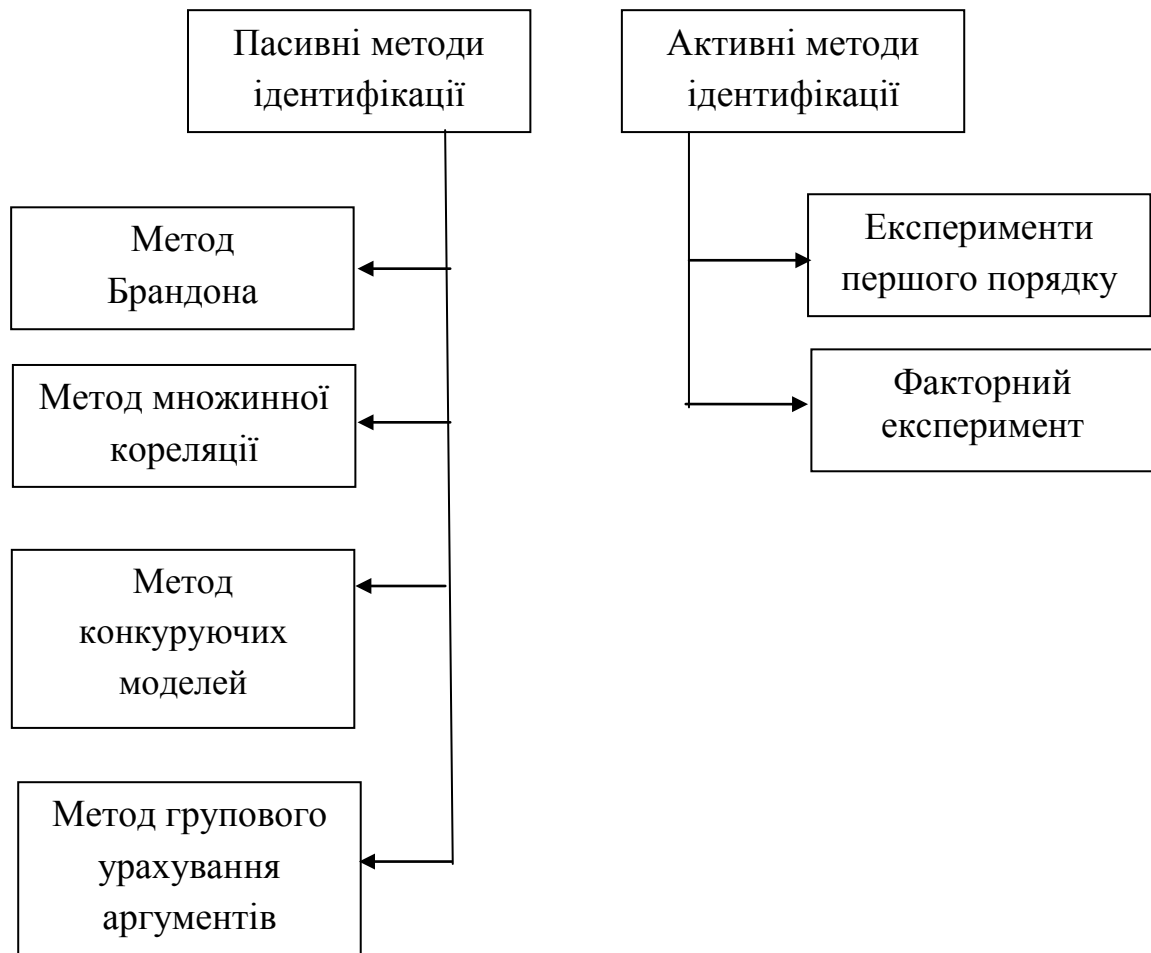 Пасивні методи
ідентифікації
Активні методи
ідентифікації
Метод
Брандона
Метод множинної
кореляції
Метод
конкуруючих
моделей
Метод групового
урахування
аргументів
Експерименти
першого порядку
Факторний
експеримент